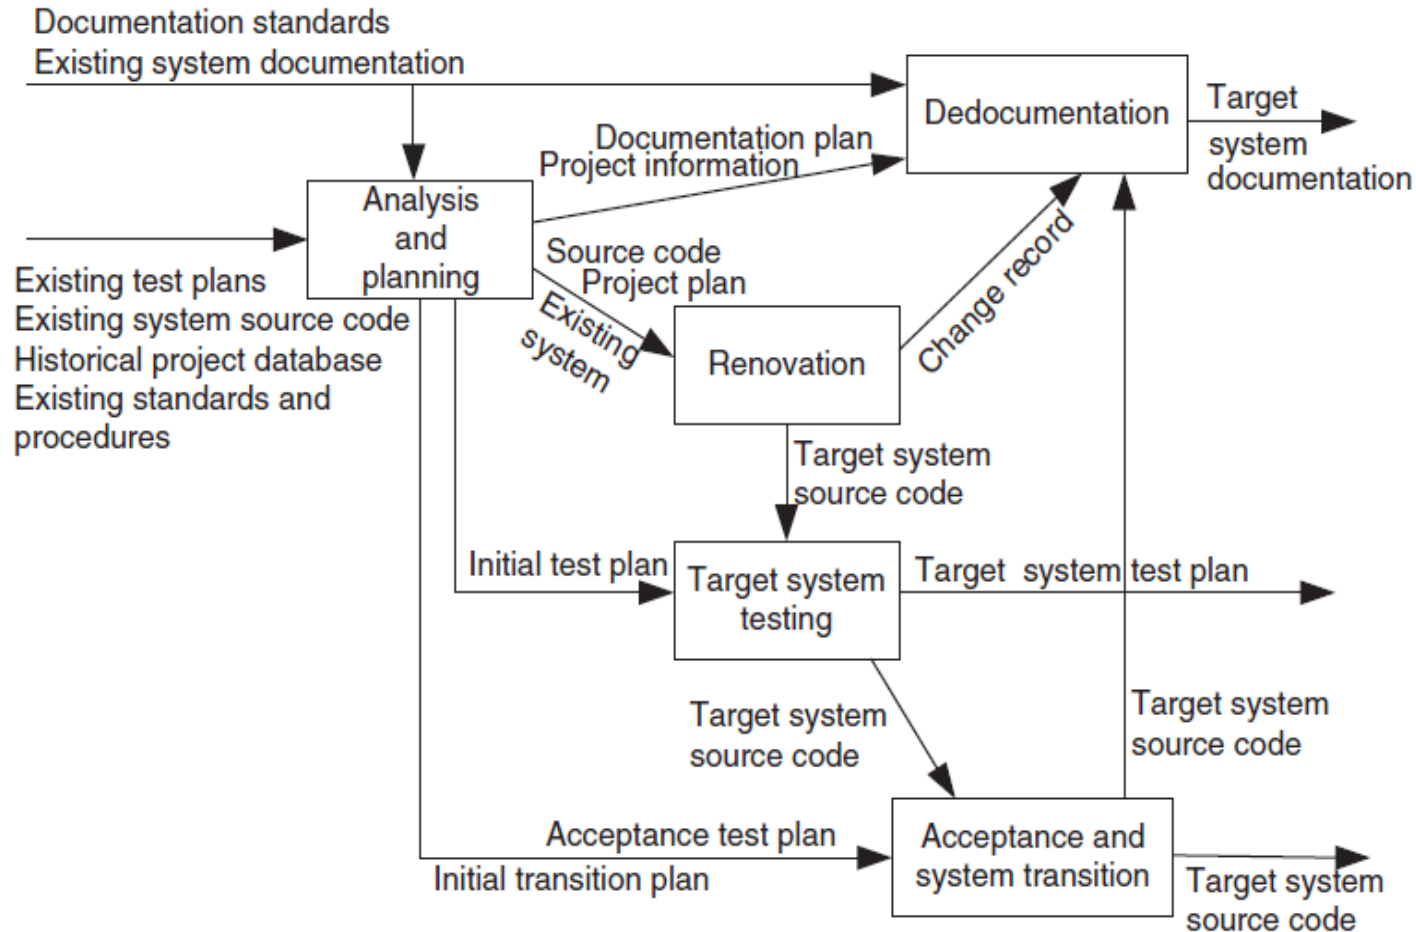 Documentation standards
Existing system documentation
Dedocumentation
Target
system
documentation
Documentation plan
Project information
Analysis
and
planning
Source code
Project plan
Existing
system
Existing test plans
Existing system source code
Historical project database
Existing standards and
procedures
Renovation
Change record
Target system
source code
Initial test plan
Target system
testing
Target system test plan
Target system
source code
Target system
source code
Acceptance test plan
Initial transition plan
Acceptance and
system transition
Target system
source code